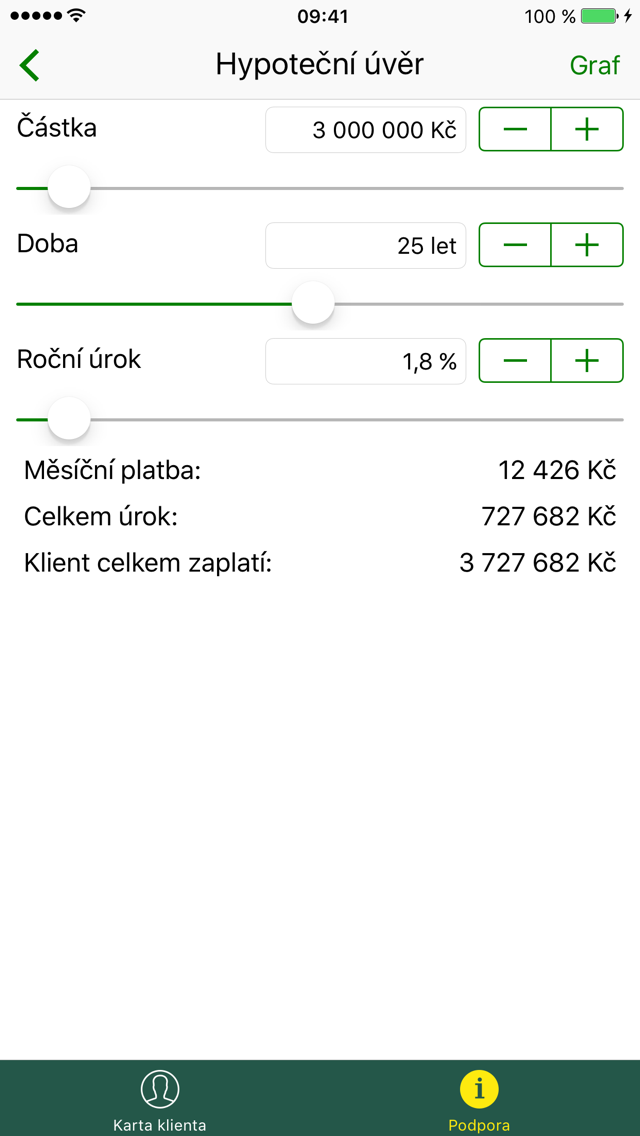 09:41 100 %
Hypoteční úvěr Graf
Částka 3 000 000 Kč − +
Doba 25 let − +
Roční úrok 1,8 % − +
Měsíční platba: 12 426 Kč
Celkem úrok: 727 682 Kč
Klient celkem zaplatí: 3 727 682 Kč
Karta klienta Podpora